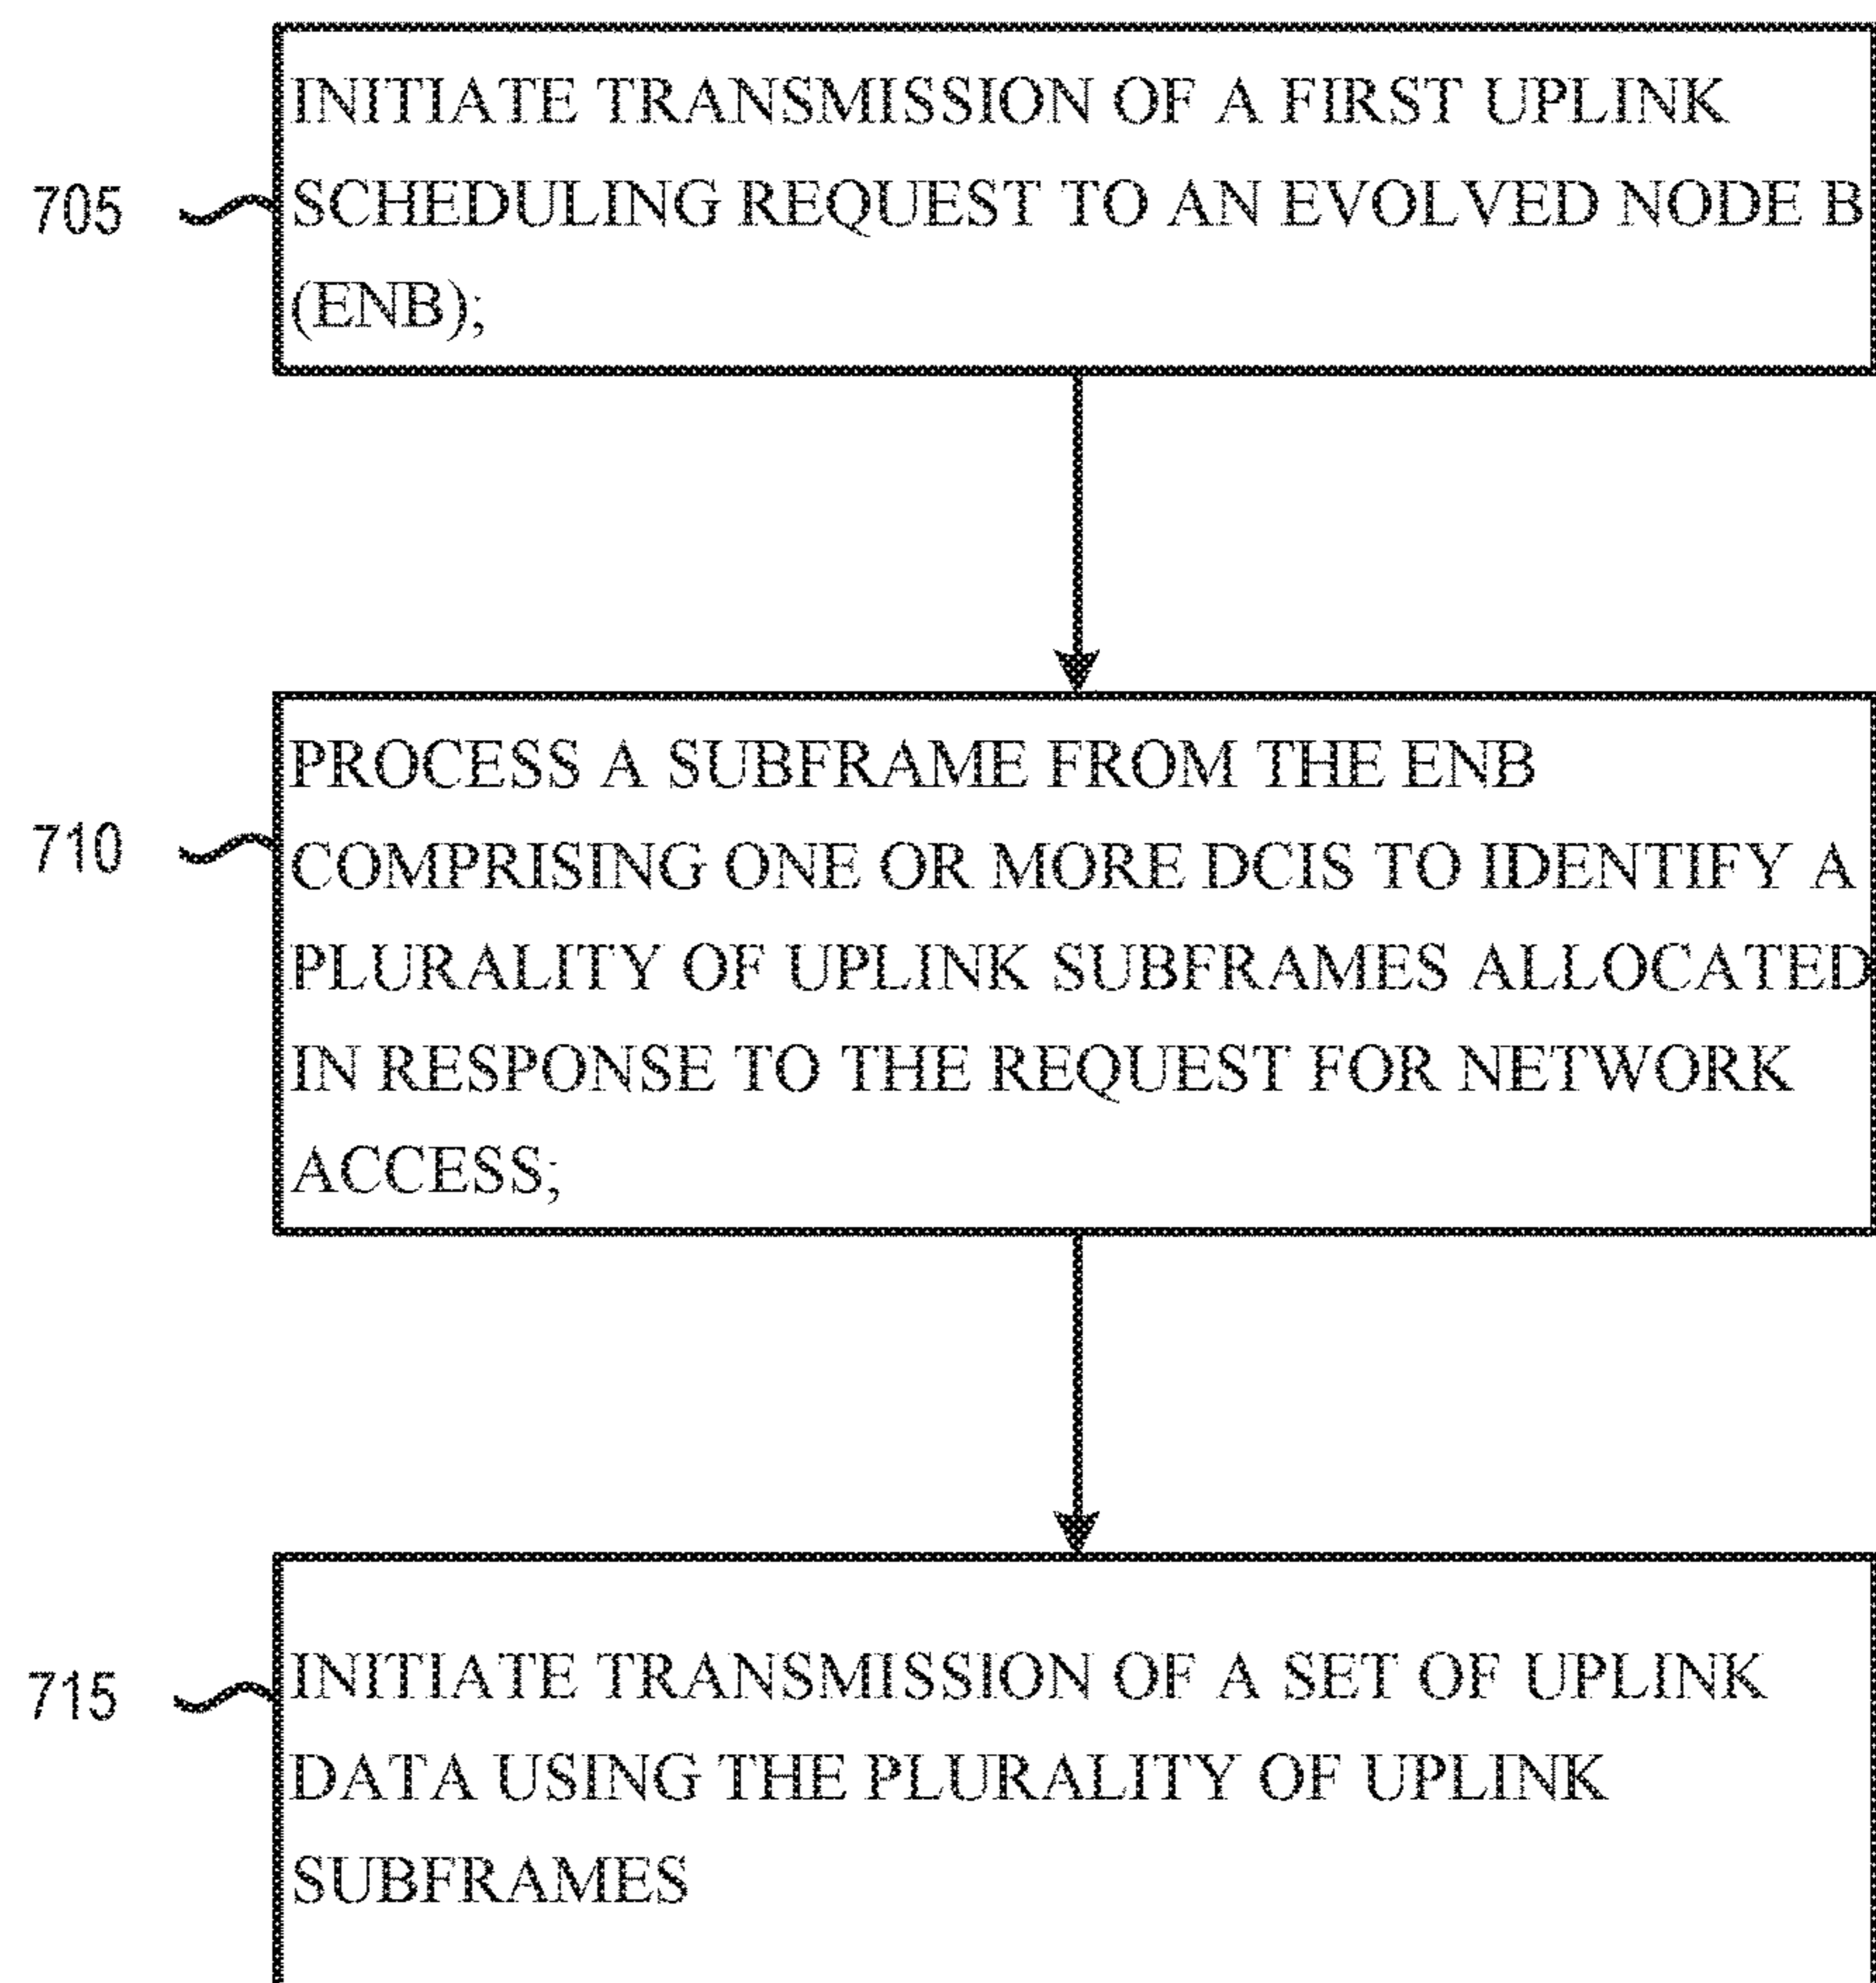 INITIATE TRANSMISSION OF A FIRST UPLINK
705 SCHEDULING REQUEST TO AN EVOLVED NODE B
(ENB);
PROCESS A SUBFRAME FROM THE ENB
710 COMPRISING ONE OR MORE DCIS TO IDENTIFY A
PLURALITY OF UPLINK SUBFRAMES ALLOCATED
IN RESPONSE TO THE REQUEST FOR NETWORK
ACCESS;
715 INITIATE TRANSMISSION OF A SET OF UPLINK
DATA USING THE PLURALITY OF UPLINK
SUBFRAMES